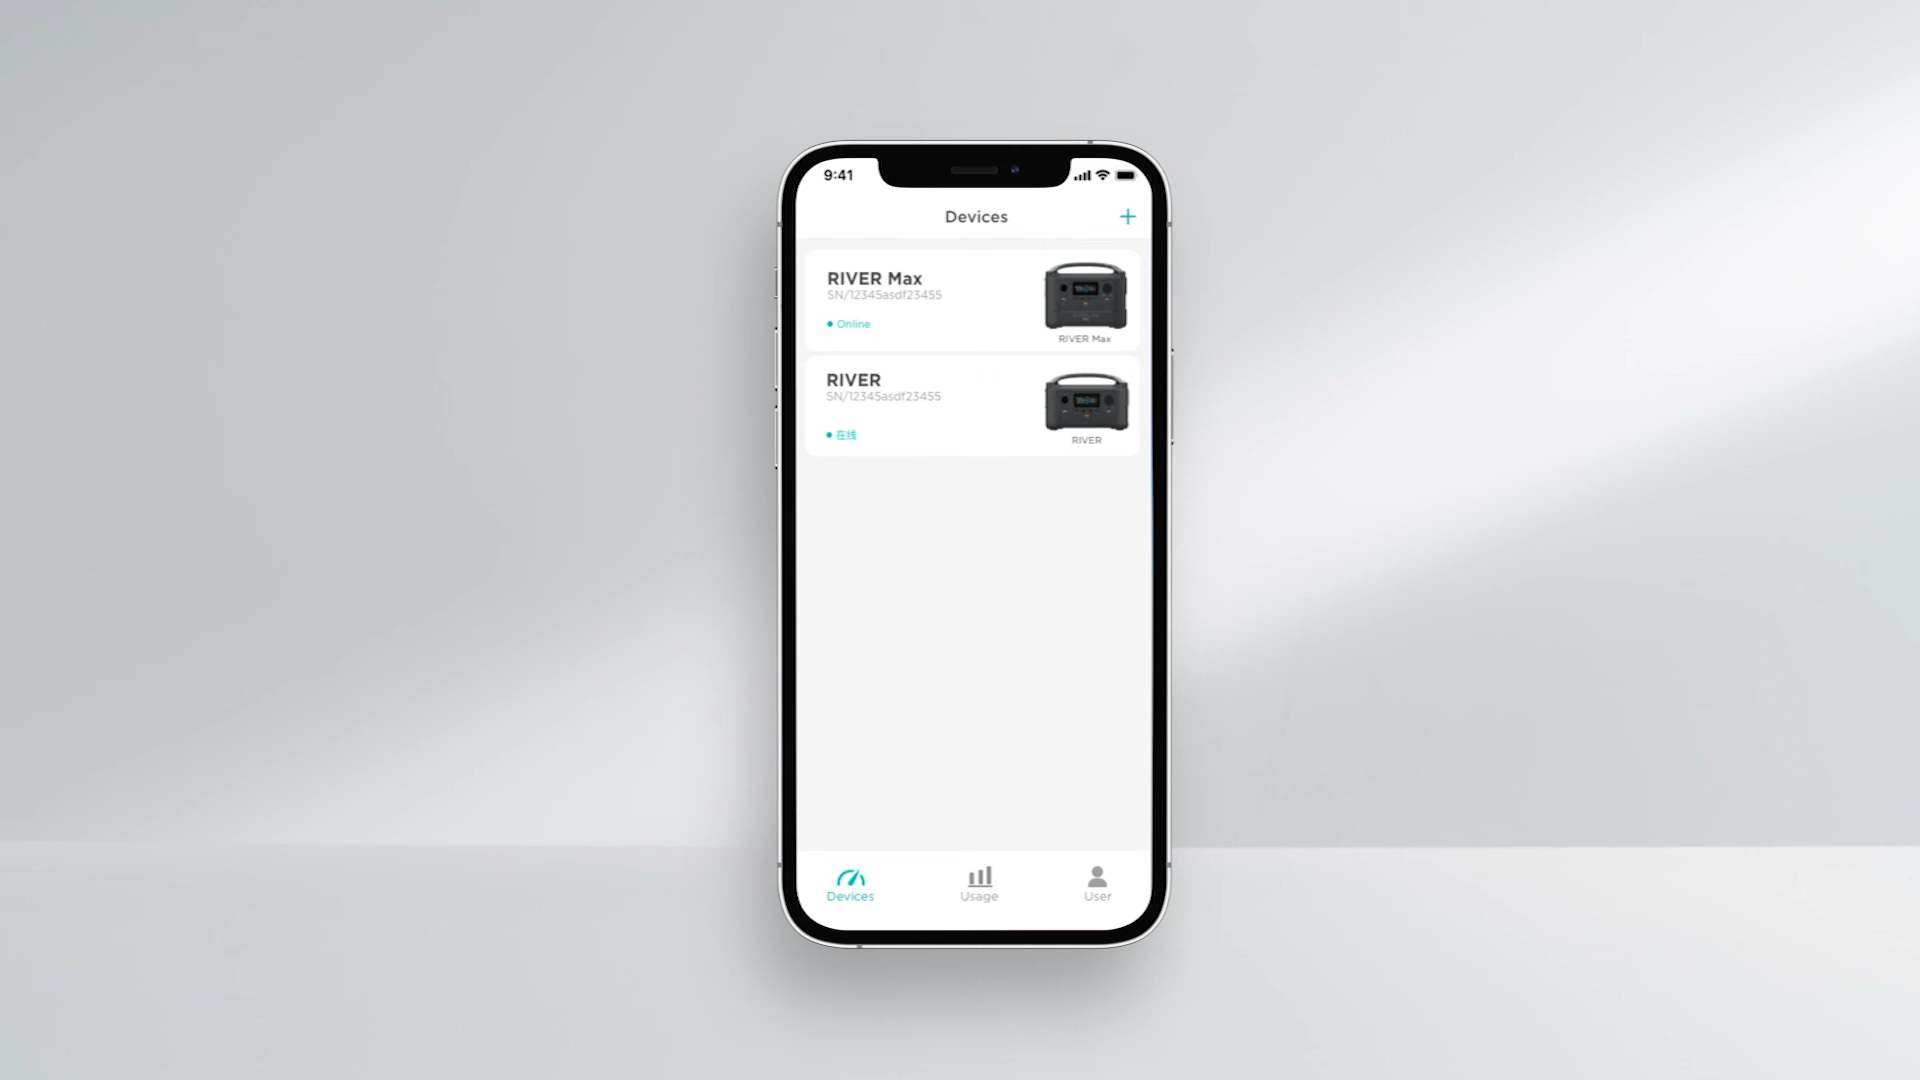 9:41
Devices
RIVER Max
SN/12345asdf23455
Online
RIVER Max
RIVER
SN/12345asdf23455
在线
RIVER
Devices
Usage
User